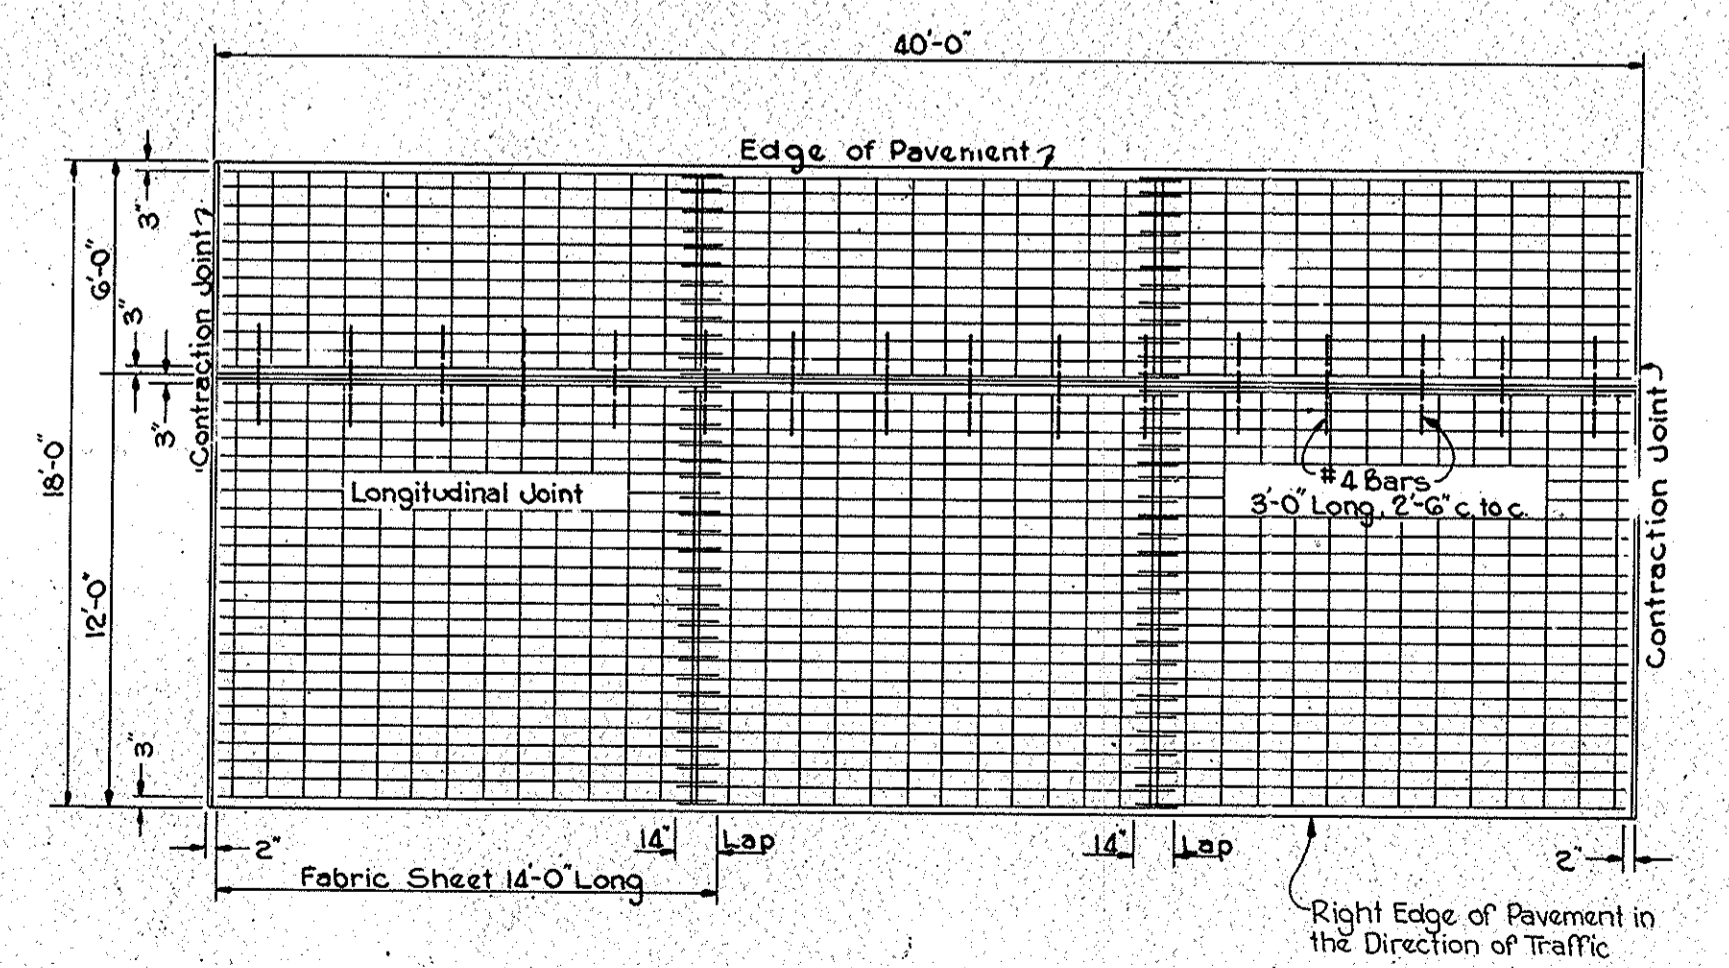 40'-0"
Edge of Pavement
3"
Contraction Joint
6'-0"
3"
3"
18'-0"
Longitudinal Joint
#4 Bars
3'-0" Long, 2'-6" c. to c.
Contraction Joint
12'-0"
3"
2"
14" Lap
14" Lap
2"
Fabric Sheet 14'-0" Long
Right Edge of Pavement in
the Direction of Traffic